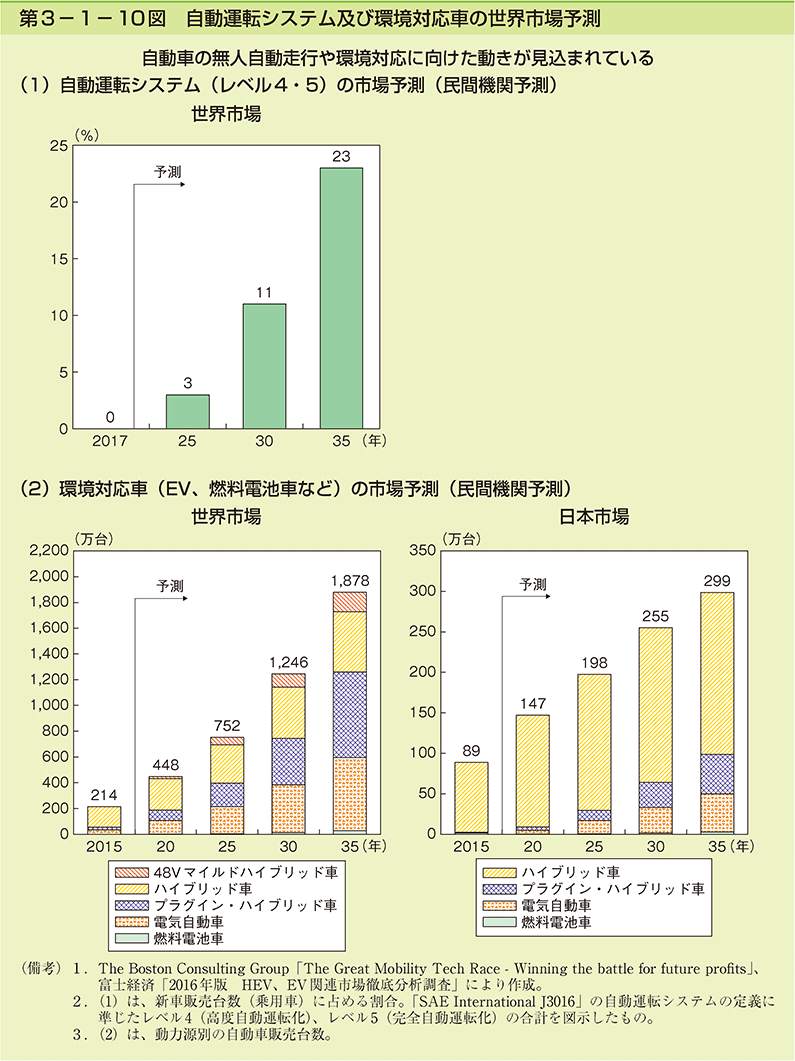 第３－１－10図　自動運転システム及び環境対応車の世界市場予測
自動車の無人自動走行や環境対応に向けた動きが見込まれている
（１）自動運転システム（レベル４・５）の市場予測（民間機関予測）
世界市場
（%）
25
20
15
10
5
0
予測
0
3
11
23
2017
25
30
35
（年）
（２）環境対応車（EV、燃料電池車など）の市場予測（民間機関予測）
世界市場
（万台）
2,200
2,000
1,800
1,600
1,400
1,200
1,000
800
600
400
200
0
予測
214
448
752
1,246
1,878
2015
20
25
30
35
（年）
48Vマイルドハイブリッド車
ハイブリッド車
プラグイン・ハイブリッド車
電気自動車
燃料電池車
日本市場
（万台）
350
300
250
200
150
100
50
0
予測
89
147
198
255
299
2015
20
25
30
35
（年）
ハイブリッド車
プラグイン・ハイブリッド車
電気自動車
燃料電池車
（備考）１．The Boston Consulting Group「The Great Mobility Tech Race - Winning the battle for future profits」、
富士経済「2016年版　HEV、EV関連市場徹底分析調査」により作成。
２．（1）は、新車販売台数（乗用車）に占める割合。「SAE International J3016」の自動運転システムの定義に
準じたレベル４（高度自動運転化）、レベル５（完全自動運転化）の合計を図示したもの。
３．（2）は、動力源別の自動車販売台数。